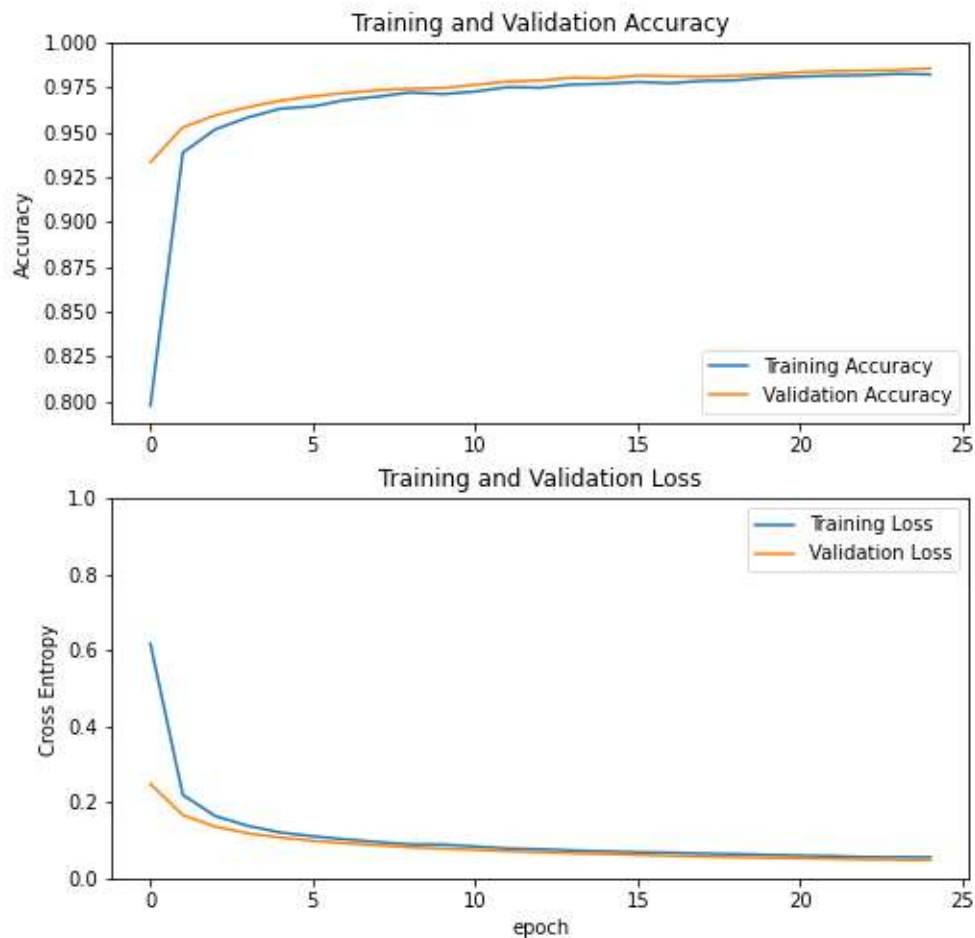 Training and Validation Accuracy
1.000
0.975
0.950
0.925
0.900
0.875
0.850
0.825
0.800
Accuracy
Training Accuracy
Validation Accuracy
0 5 10 15 20 25
Training and Validation Loss
1.0
0.8
0.6
0.4
0.2
0.0
Cross Entropy
Training Loss
Validation Loss
0 5 10 15 20 25
epoch